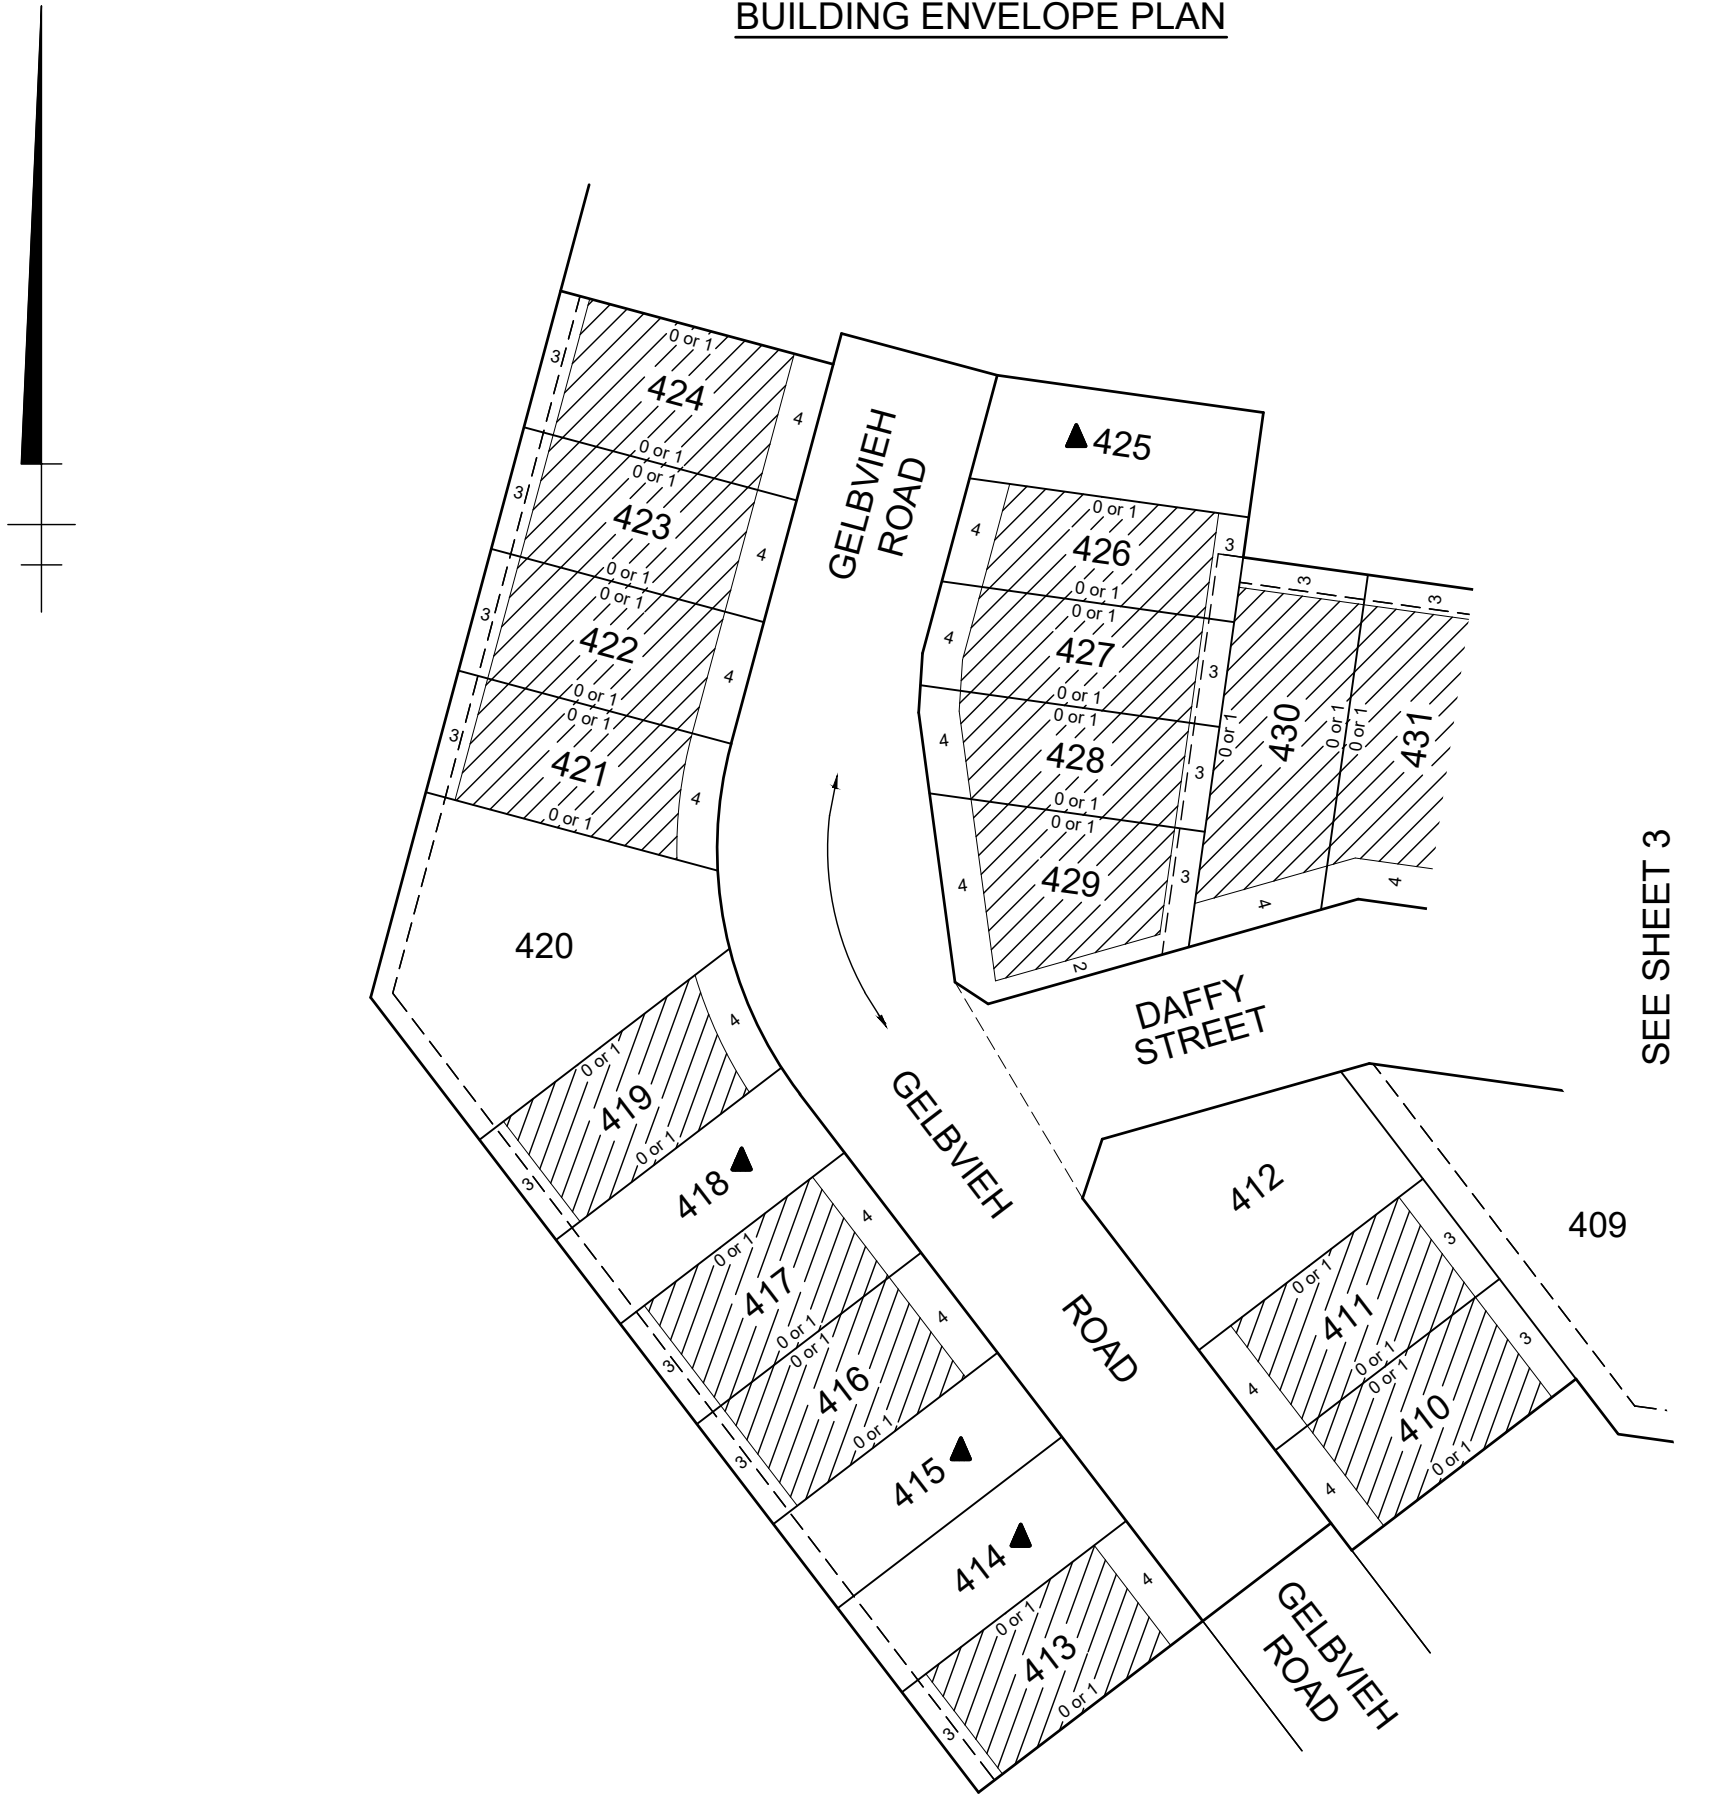 BUILDING ENVELOPE PLAN
0 or 1
3
424
4
0 or 1
0 or 1
3
423
4
0 or 1
0 or 1
3
422
4
0 or 1
0 or 1
3
421
4
0 or 1
GELBVIEH
ROAD
425
0 or 1
4
426
3
0 or 1
0 or 1
4
427
3
0 or 1
0 or 1
4
428
3
0 or 1
0 or 1
4
429
3
2
3
0 or 1
430
0 or 1
4
3
0 or 1
431
4
SEE SHEET 3
420
DAFFY
STREET
GELBVIEH
ROAD
4
0 or 1
419
0 or 1
3
418
4
0 or 1
417
0 or 1
3
4
0 or 1
416
0 or 1
3
415
414
4
0 or 1
413
0 or 1
3
412
409
3
0 or 1
411
0 or 1
4
3
0 or 1
410
0 or 1
4
GELBVIEH
ROAD